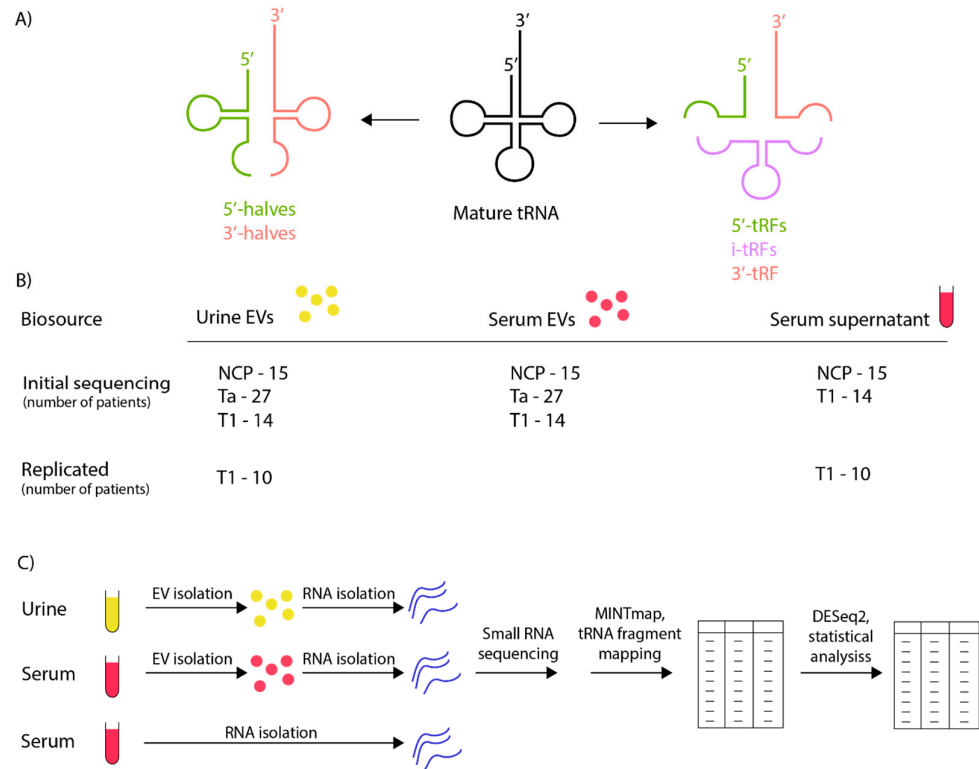 A)
3’
5’
5’-halves
3’-halves
3’
5’
Mature tRNA
3’
5’
5’-tRFs
i-tRFs
3’-tRF
B)
Biosource
Urine EVs
Serum EVs
Serum supernatant
Initial sequencing
(number of patients)
NCP - 15
Ta - 27
T1 - 14
NCP - 15
Ta - 27
T1 - 14
NCP - 15
T1 - 14
Replicated
(number of patients)
T1 - 10
T1 - 10
C)
Urine
EV isolation
RNA isolation
Serum
EV isolation
RNA isolation
Serum
RNA isolation
Small RNA
sequencing
MINTmap,
tRNA fragment
mapping
DESeq2,
statistical
analysiss